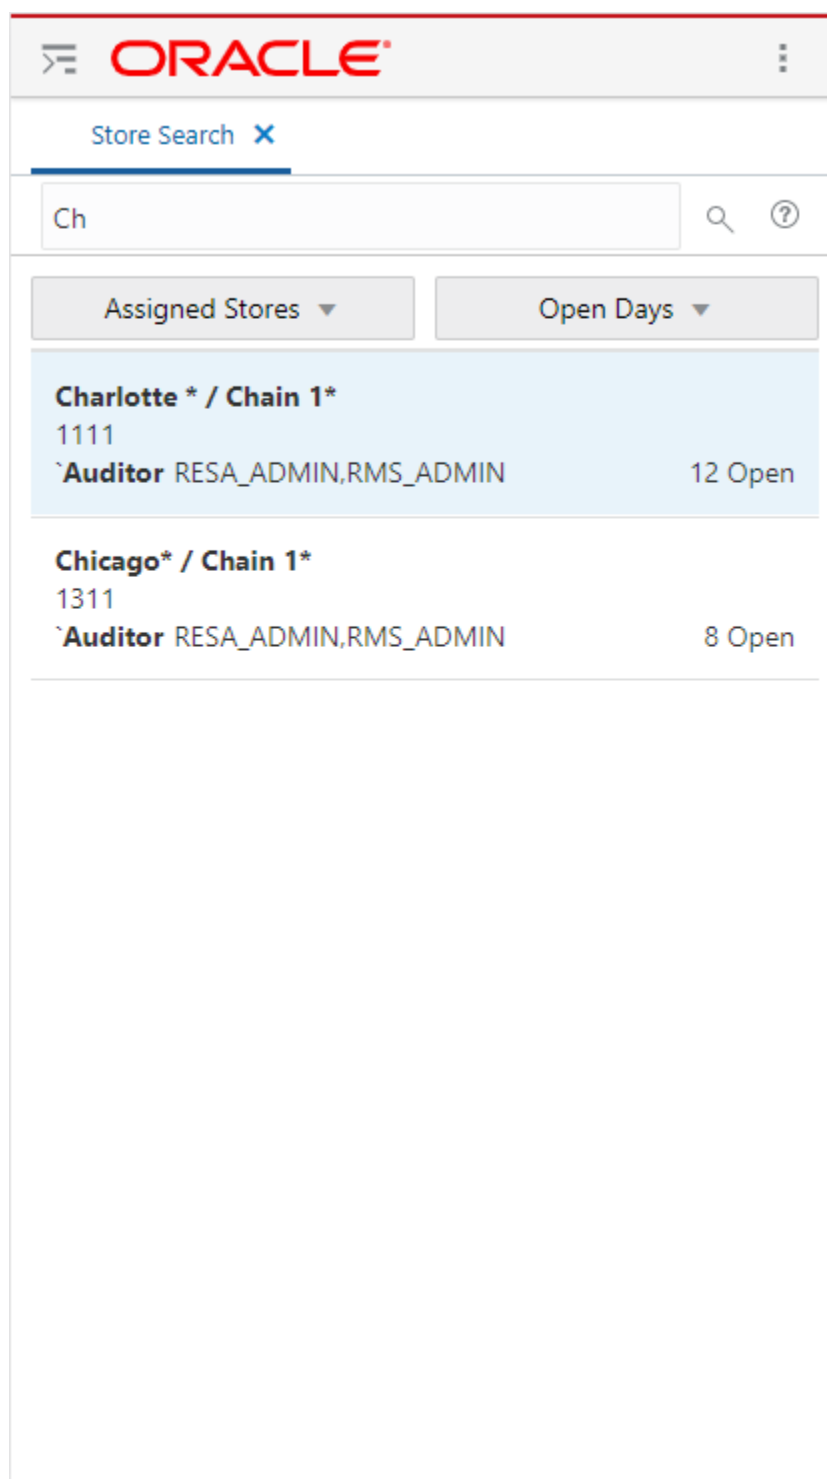 ORACLE
Store Search
Ch
Assigned Stores
Open Days
Charlotte * / Chain 1*
1111
`Auditor RESA_ADMIN,RMS_ADMIN 12 Open
Chicago* / Chain 1*
1311
`Auditor RESA_ADMIN,RMS_ADMIN 8 Open